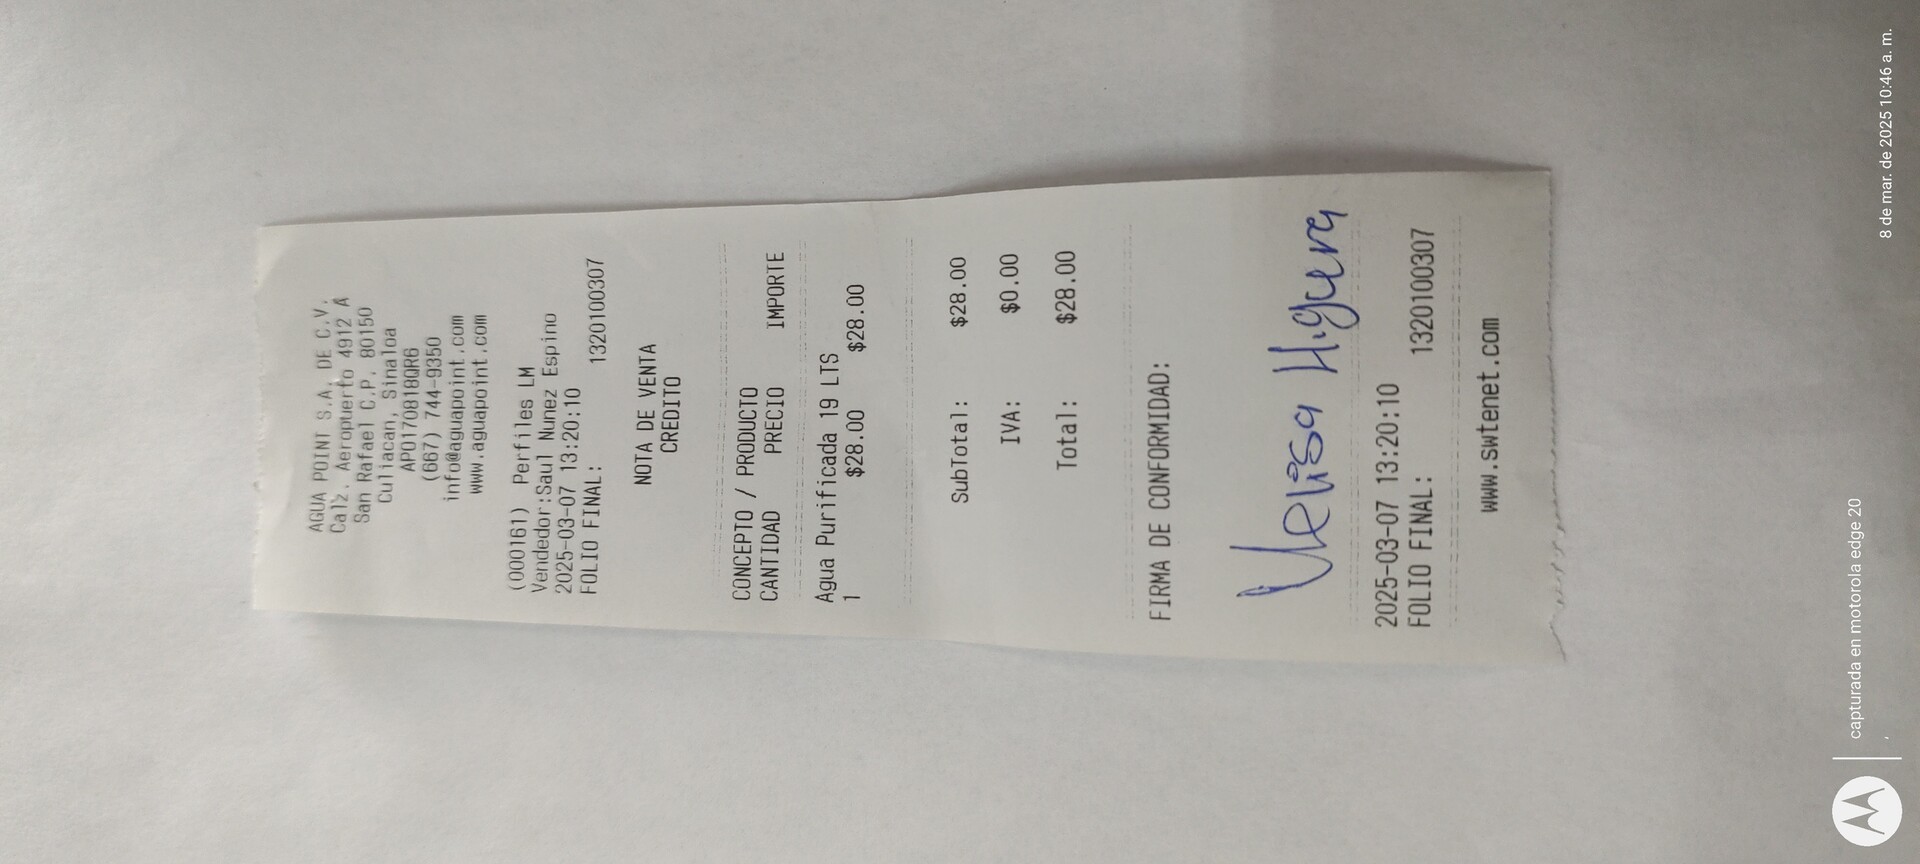 AGUA POINT S.A. DE C.V.
Calz. Aeroptuerto 4912 A
San Rafael C.P. 80150
Culiacan, Sinaloa
APO170818QR6
(667) 744-9350
info@aguapoint.com
www.aguapoint.com
(000161) Perfiles LM
Vendedor:Saul Nunez Espino
2025-03-07 13:20:10
FOLIO FINAL: 1320100307
NOTA DE VENTA
CREDITO
CONCEPTO / PRODUCTO
CANTIDAD PRECIO IMPORTE
Agua Purificada 19 LTS
1 $28.00 $28.00
SubTotal: $28.00
IVA: $0.00
Total: $28.00
FIRMA DE CONFORMIDAD:
Melisa Higuera
2025-03-07 13:20:10
FOLIO FINAL: 1320100307
www.swtenet.com
capturada en motorola edge 20
8 de mar. de 2025 10:46 a. m.